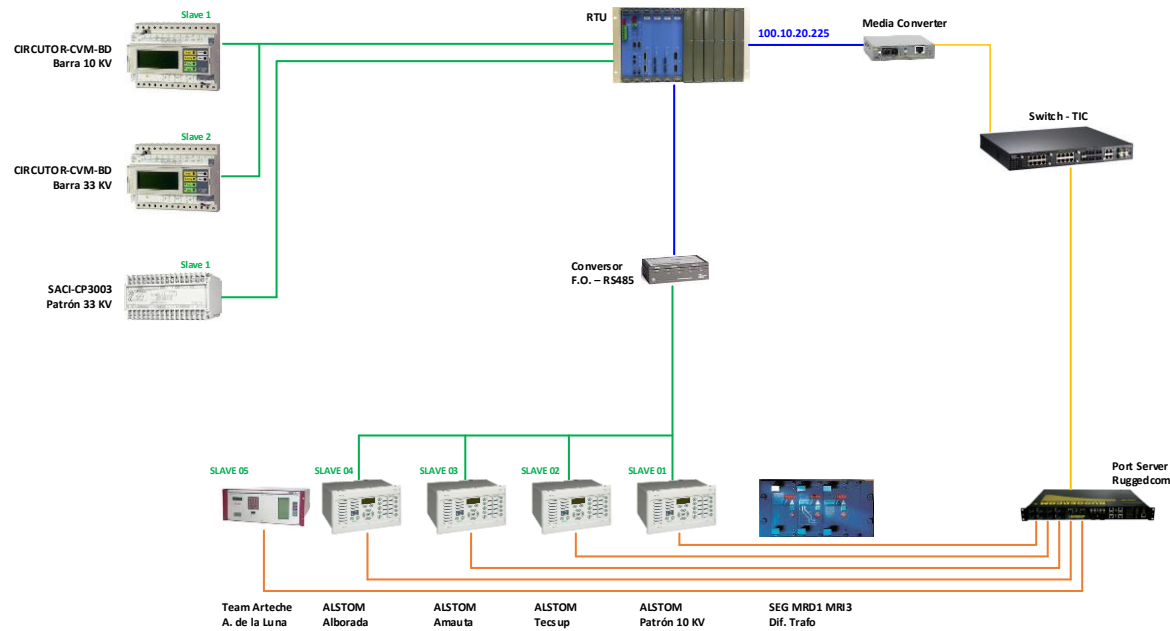 Slave 1
CIRCUTOR-CVM-BD
Barra 10 KV
RTU
100.10.20.225
Media Converter
Switch - TIC
Slave 2
CIRCUTOR-CVM-BD
Barra 33 KV
Slave 1
SACI-CP3003
Patrón 33 KV
Conversor
F.O. – RS485
SLAVE 05
SLAVE 04
SLAVE 03
SLAVE 02
SLAVE 01
Port Server
Ruggedcom
RUGGEDCOM
Team Arteche
A. de la Luna
ALSTOM
Alborada
ALSTOM
Amauta
ALSTOM
Tecsup
ALSTOM
Patrón 10 KV
SEG MRD1 MRI3
Dif. Trafo